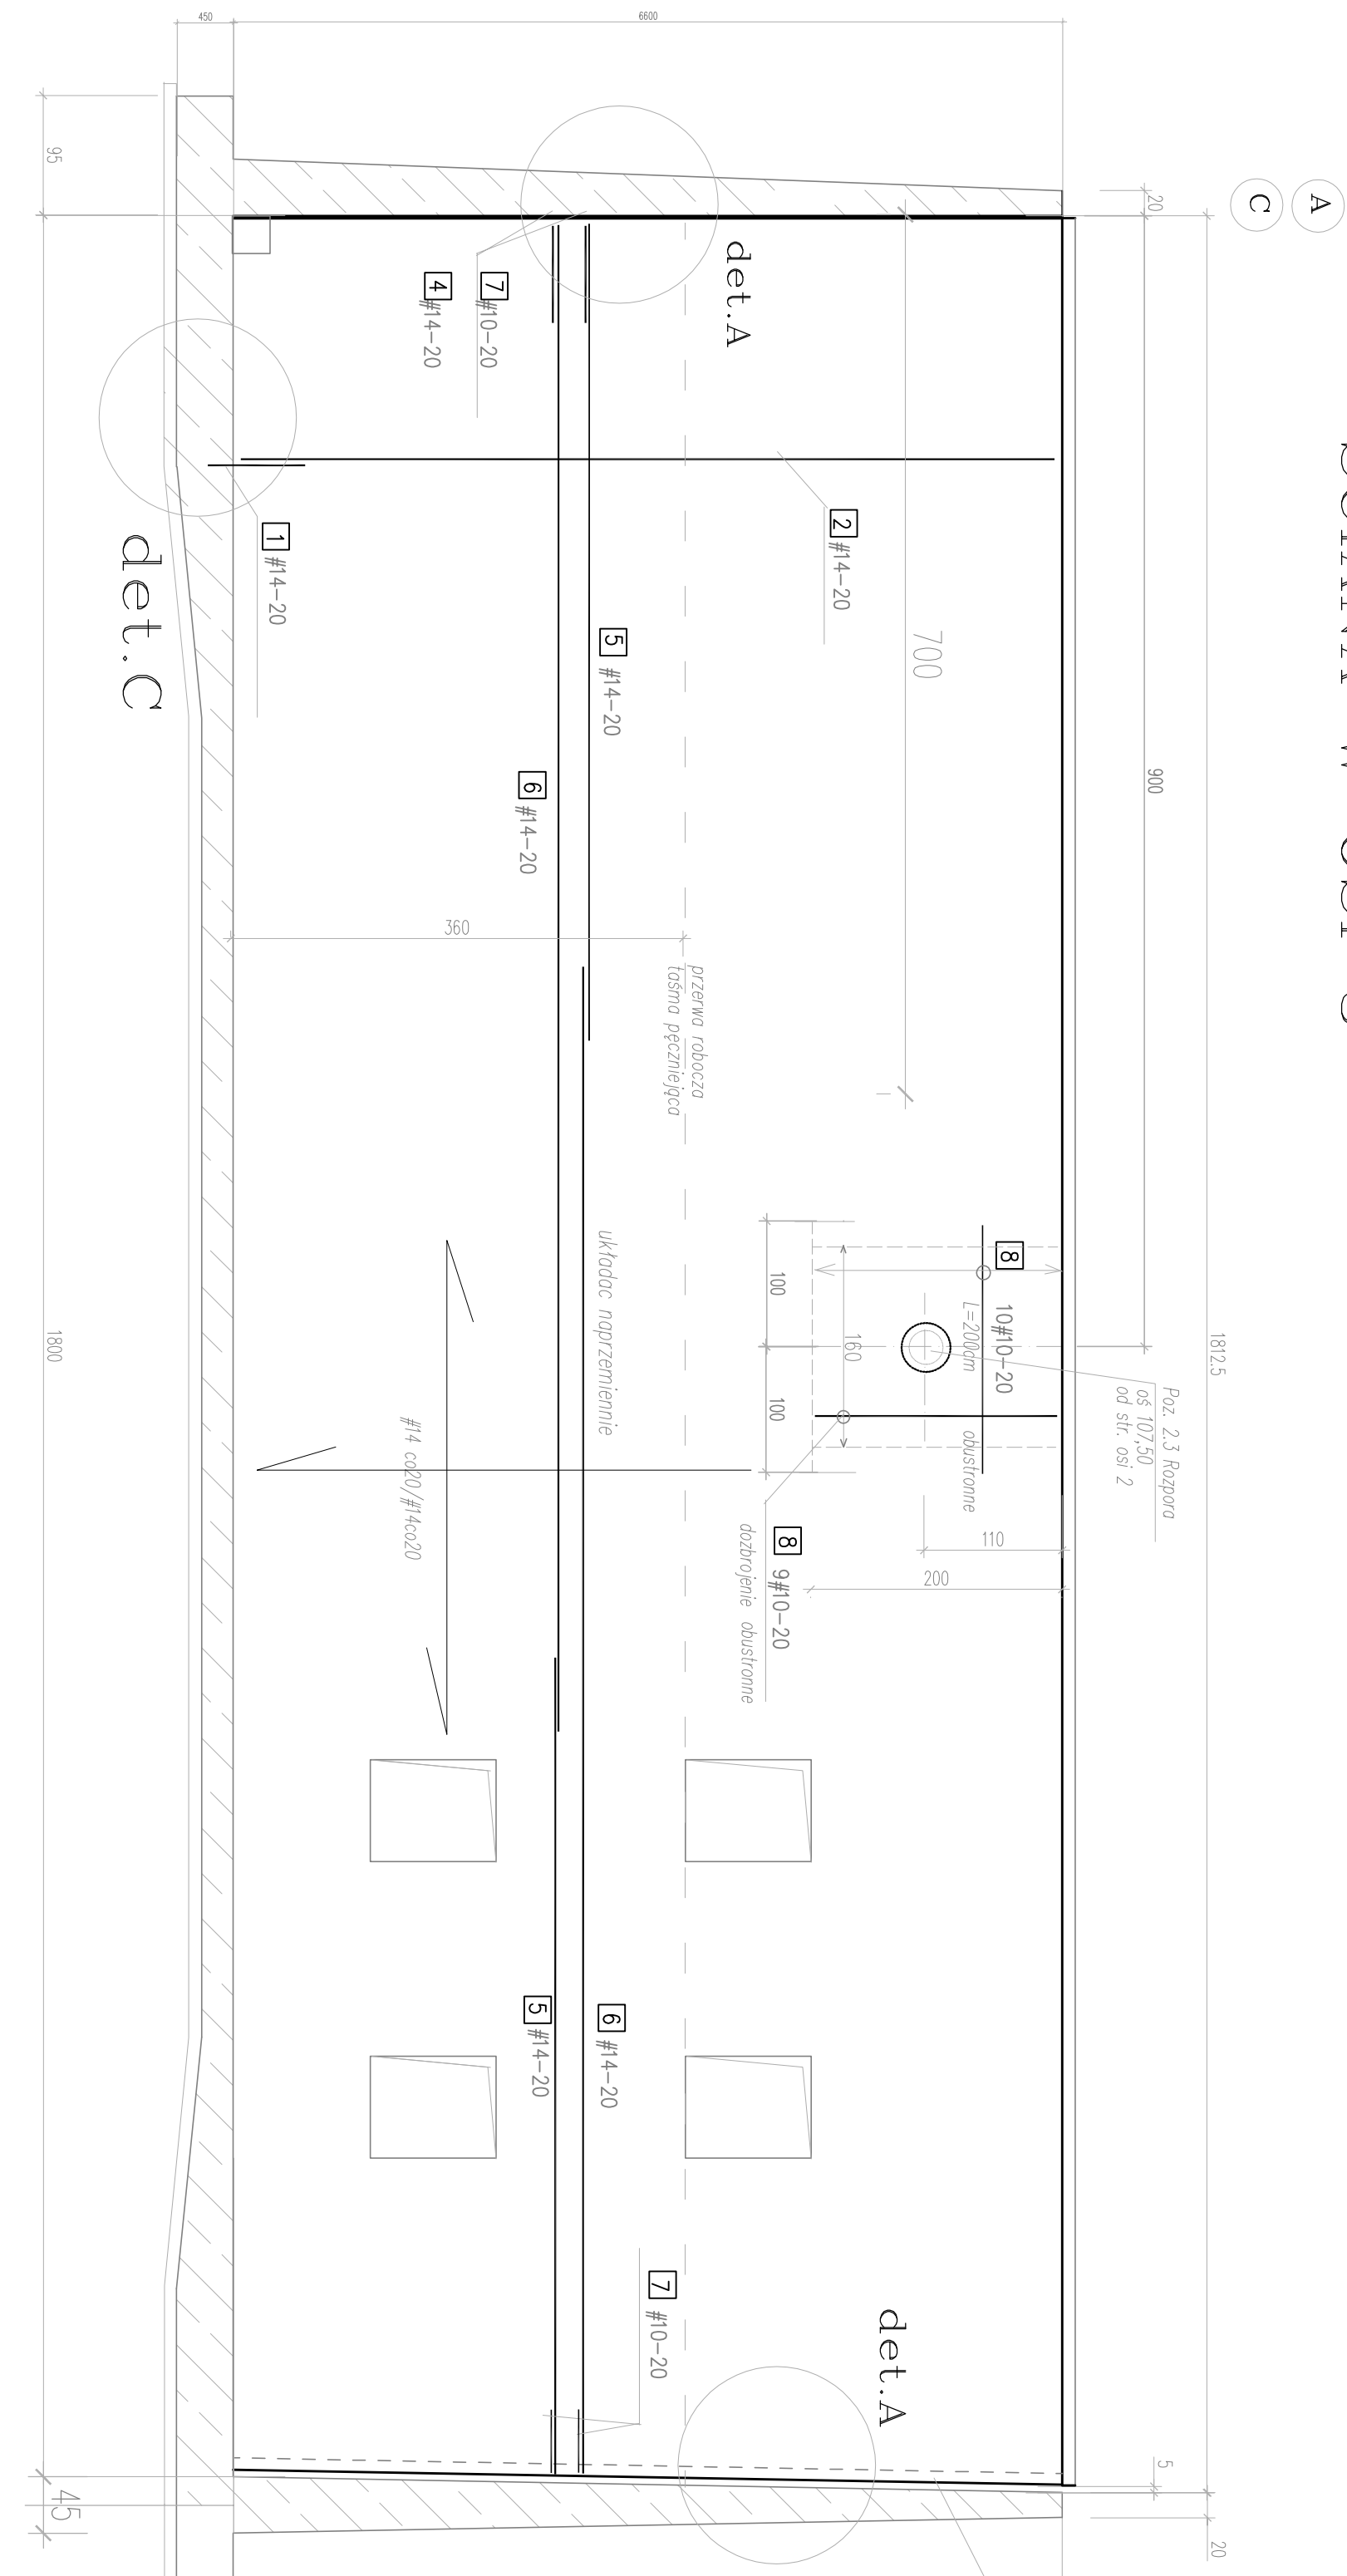 A
C
20
1812.5
900
Poz. 2.3 Rozpora
oś 107,50
od str. osi 2
5
20
110
200
8
10#10-20
L=200cm
obustronne
700
det.A
2 #14-20
100
160
100
8 9#10-20
dozbrojenie obustronne
6600
przerwa robocza
taśma pęczniejąca
układac naprzemiennie
7 #10-20
4 #14-20
5 #14-20
6 #14-20
360
#14 co20/#14co20
6 #14-20
5 #14-20
7 #10-20
det.A
450
1 #14-20
det.C
95
1800
45